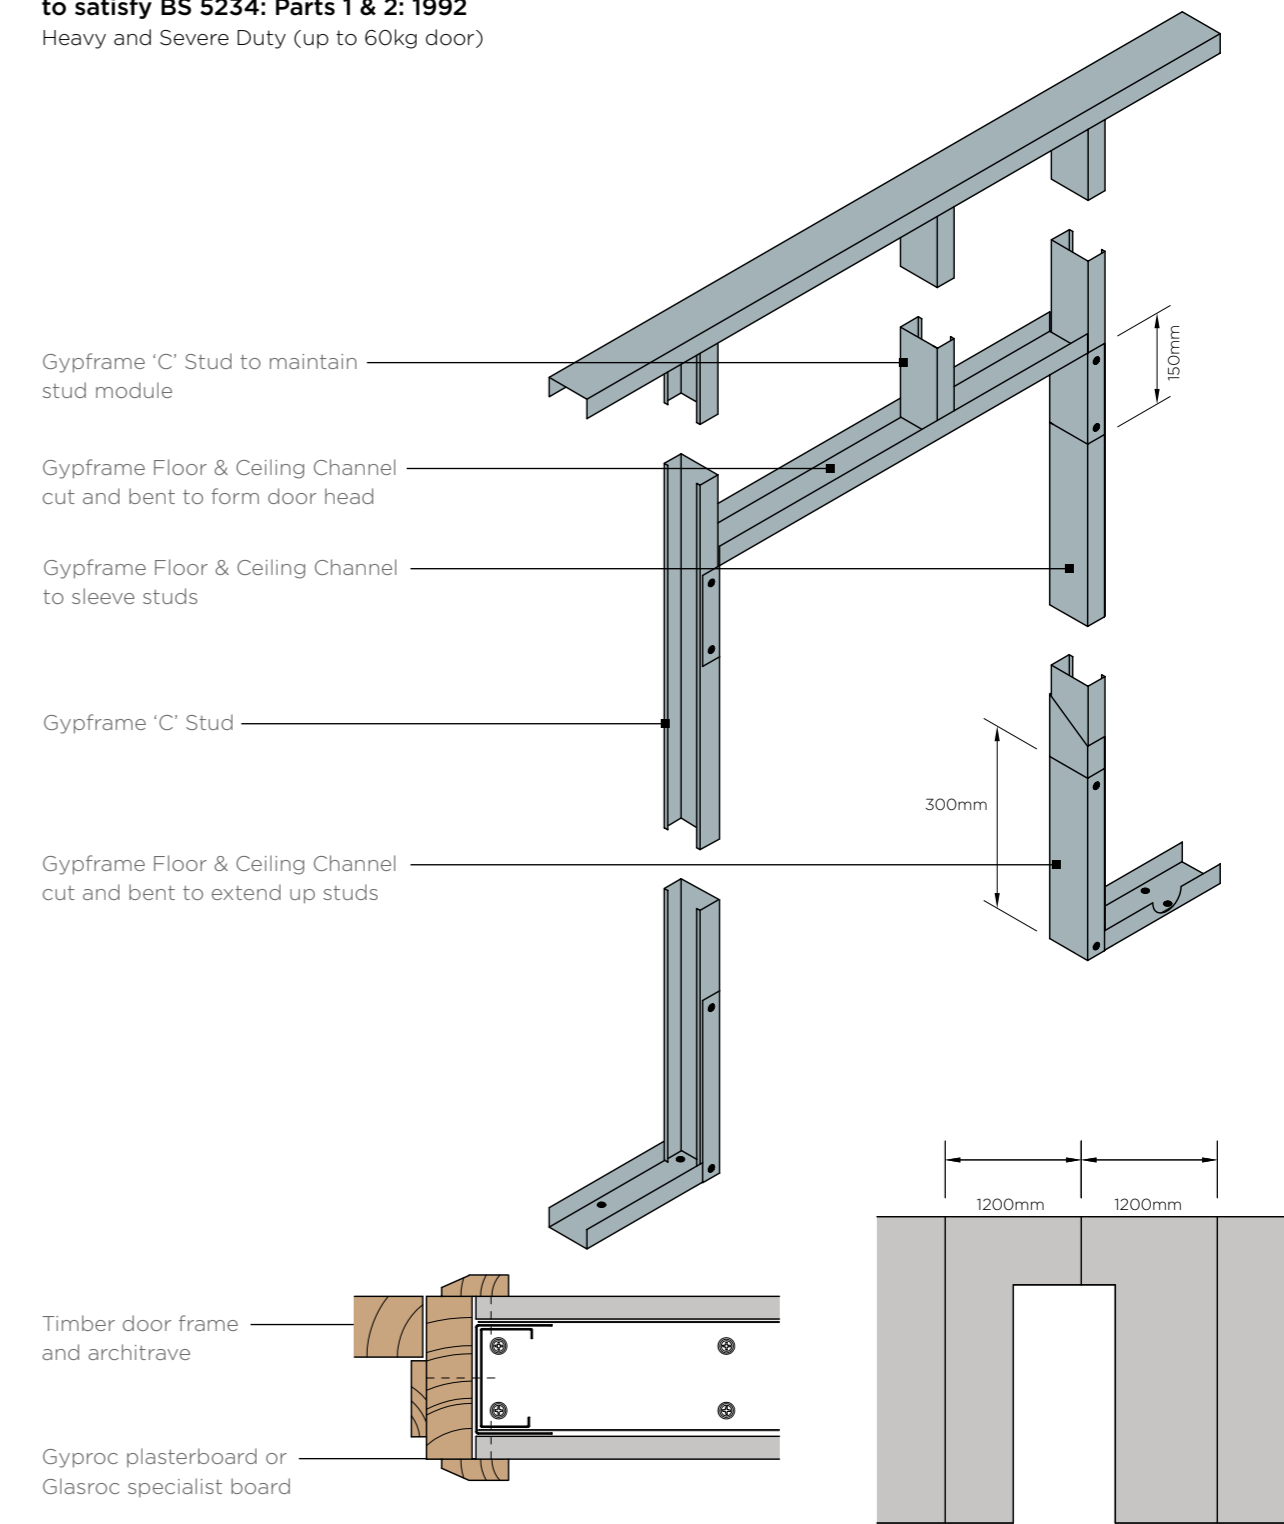 to satisfy BS 5234: Parts 1 & 2: 1992
Heavy and Severe Duty (up to 60kg door)
Gypframe ‘C’ Stud to maintain
stud module
150mm
Gypframe Floor & Ceiling Channel
cut and bent to form door head
Gypframe Floor & Ceiling Channel
to sleeve studs
Gypframe ‘C’ Stud
300mm
Gypframe Floor & Ceiling Channel
cut and bent to extend up studs
1200mm 1200mm
Timber door frame
and architrave
Gyproc plasterboard or
Glasroc specialist board